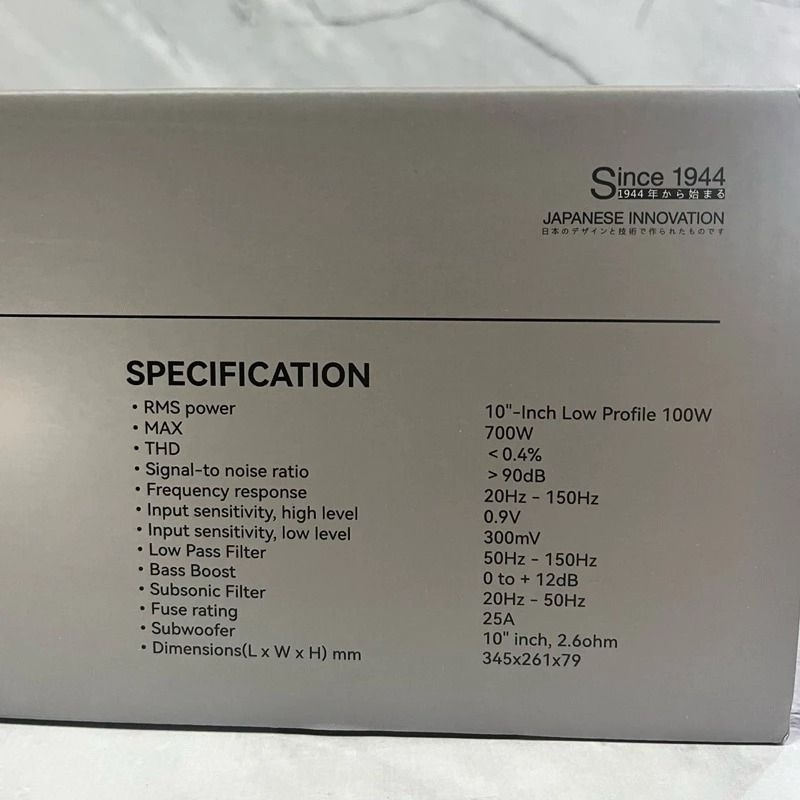 Since 1944
1944年から始まる
JAPANESE INNOVATION
日本のデザインと技術で作られたものです
SPECIFICATION
• RMS power 10"-Inch Low Profile 100W
• MAX 700W
• THD <0.4%
• Signal-to noise ratio >90dB
• Frequency response 20Hz - 150Hz
• Input sensitivity, high level 0.9V
• Input sensitivity, low level 300mV
• Low Pass Filter 50Hz - 150Hz
• Bass Boost 0 to + 12dB
• Subsonic Filter 20Hz - 50Hz
• Fuse rating 25A
• Subwoofer 10" inch, 2.6ohm
• Dimensions(L x W x H) mm 345x261x79